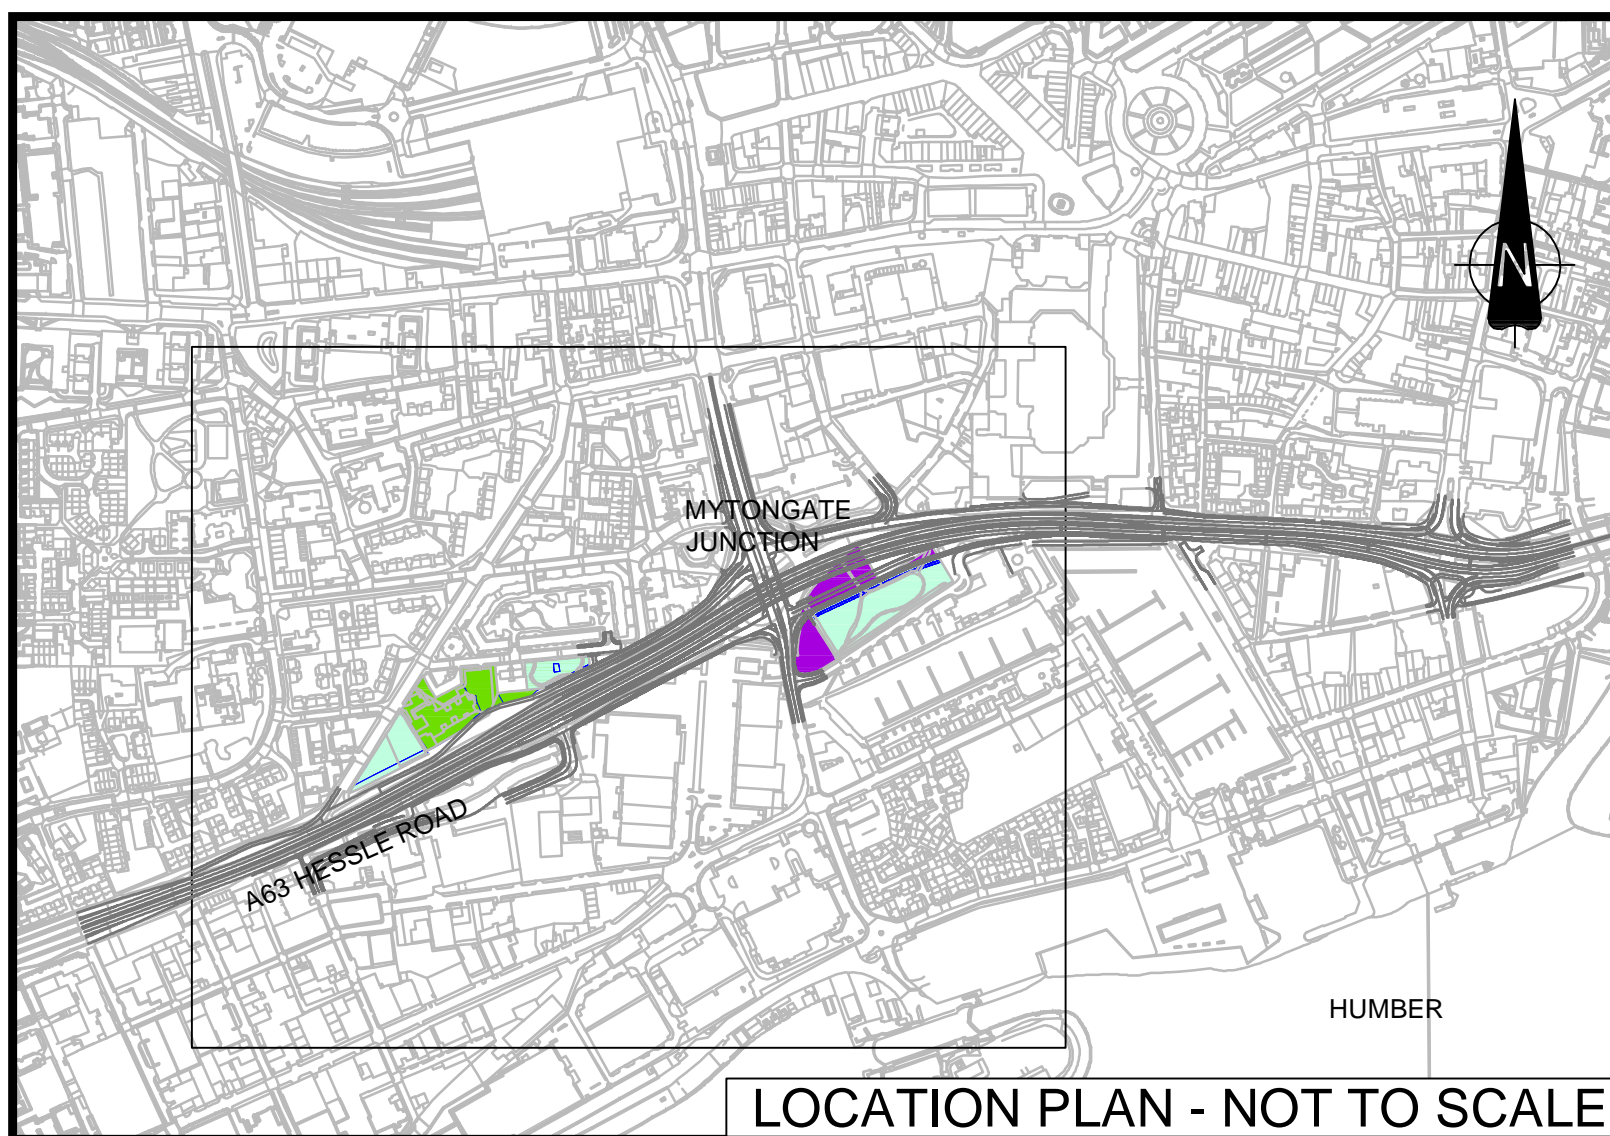 N
MYTONGATE
JUNCTION
A63 HESSLE ROAD
HUMBER
LOCATION PLAN - NOT TO SCALE